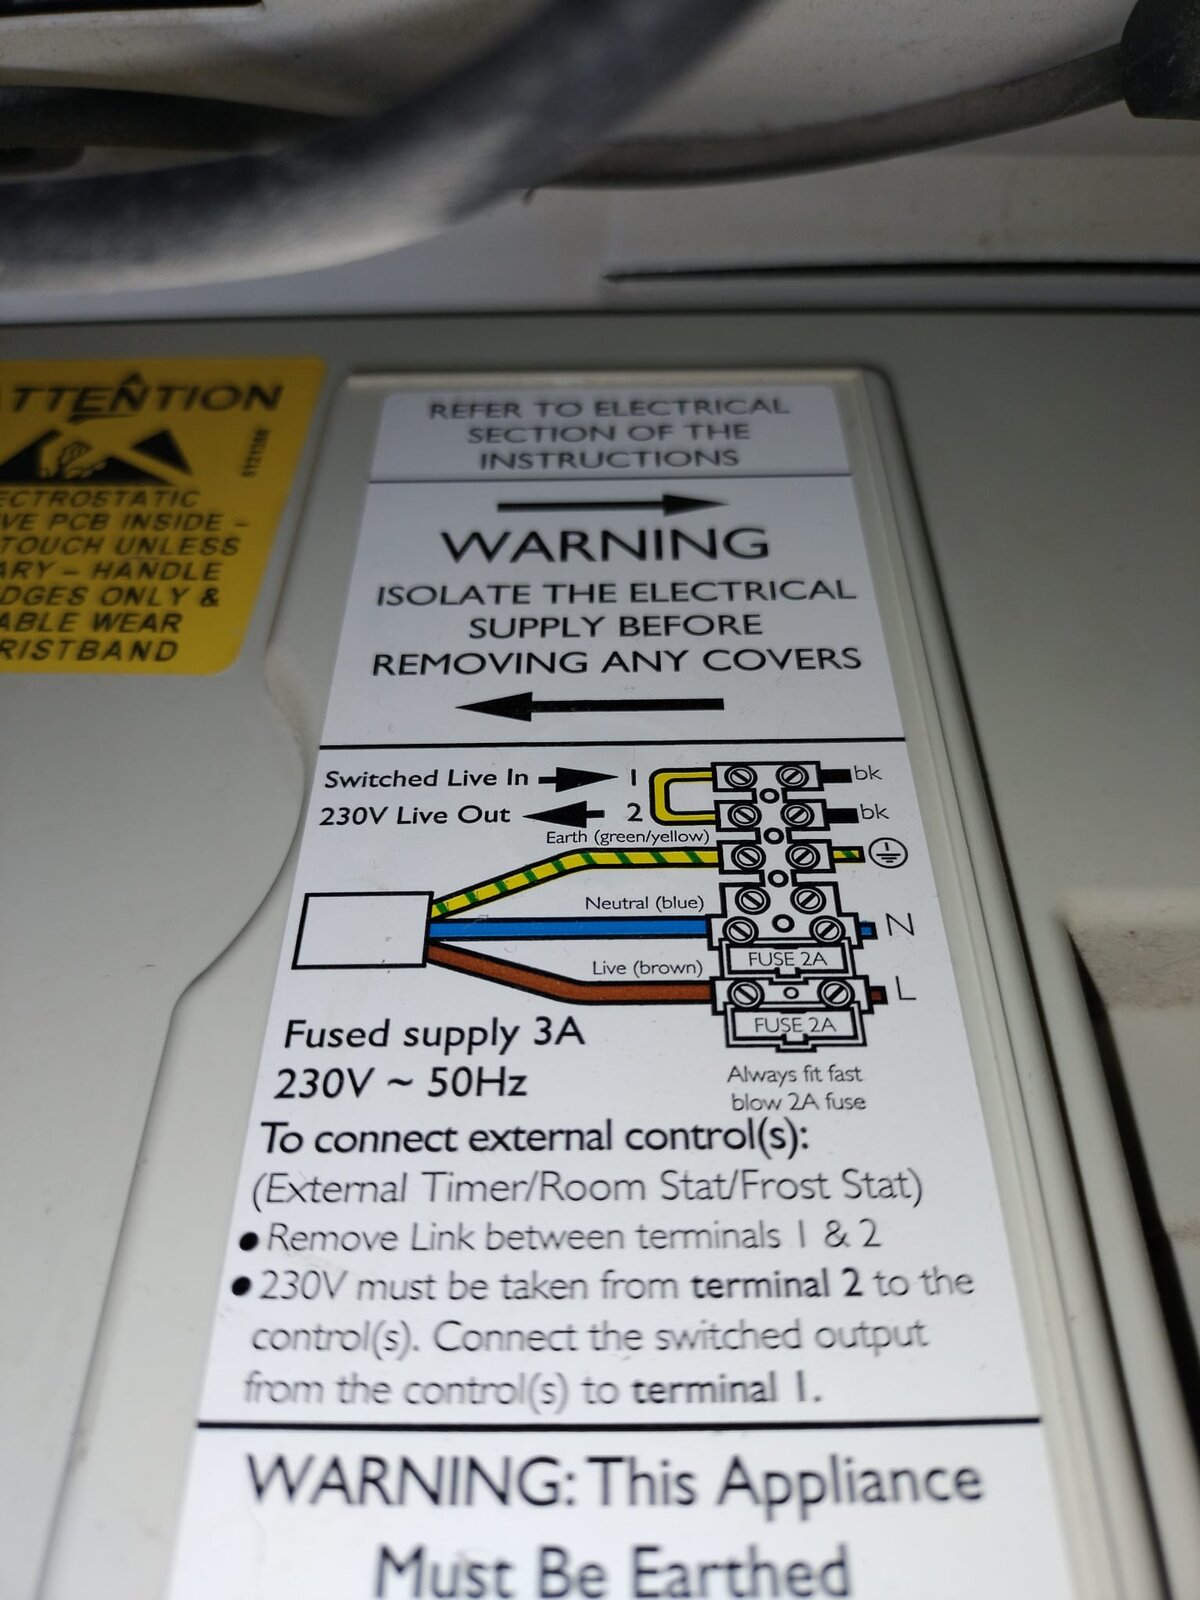 TTENTION
5121186
ECTROSTATIC
VE PCB INSIDE -
TOUCH UNLESS
ARY - HANDLE
DGES ONLY &
ABLE WEAR
RISTBAND
REFER TO ELECTRICAL
SECTION OF THE
INSTRUCTIONS
WARNING
ISOLATE THE ELECTRICAL
SUPPLY BEFORE
REMOVING ANY COVERS
Switched Live In 1 bk
230V Live Out 2 bk
Earth (green/yellow)
Neutral (blue) N
FUSE 2A
Live (brown) L
FUSE 2A
Fused supply 3A
230V ~ 50Hz
Always fit fast
blow 2A fuse
To connect external control(s):
(External Timer/Room Stat/Frost Stat)
• Remove Link between terminals 1 & 2
• 230V must be taken from terminal 2 to the
control(s). Connect the switched output
from the control(s) to terminal 1.
WARNING: This Appliance
Must Be Earthed